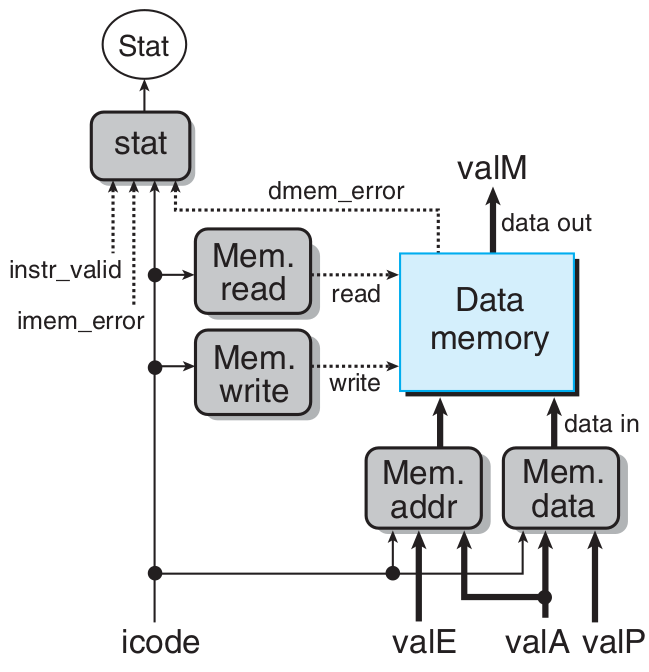 Stat
stat
valM
dmem_error
data out
instr_valid
Mem.
read
read
Data
memory
imem_error
Mem.
write
write
data in
Mem.
addr
Mem.
data
icode
valE
valA
valP